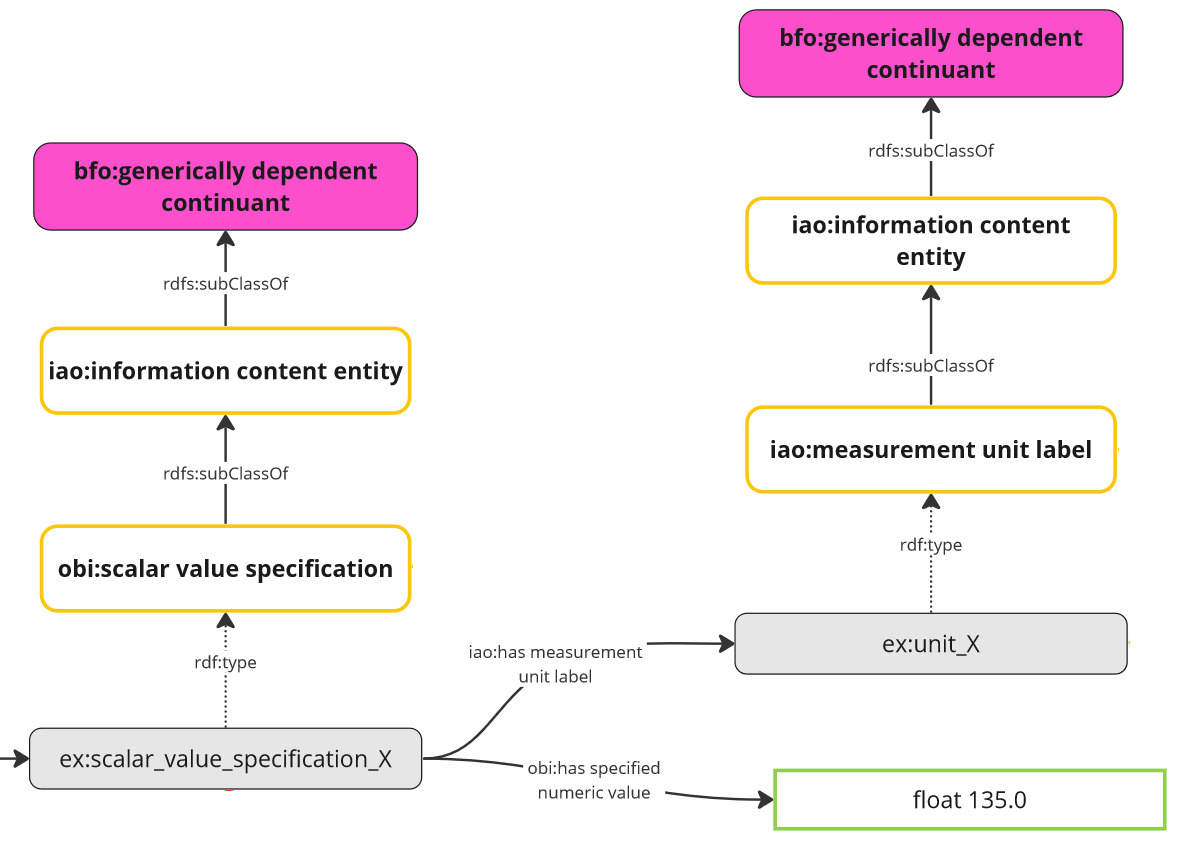 bfo:generically dependent
continuant
rdfs:subClassOf
iao:information content
entity
rdfs:subClassOf
iao:measurement unit label
rdf:type
ex:unit_X
bfo:generically dependent
continuant
rdfs:subClassOf
iao:information content entity
rdfs:subClassOf
obi:scalar value specification
rdf:type
ex:scalar_value_specification_X
iao:has measurement
unit label
obi:has specified
numeric value
float 135.0